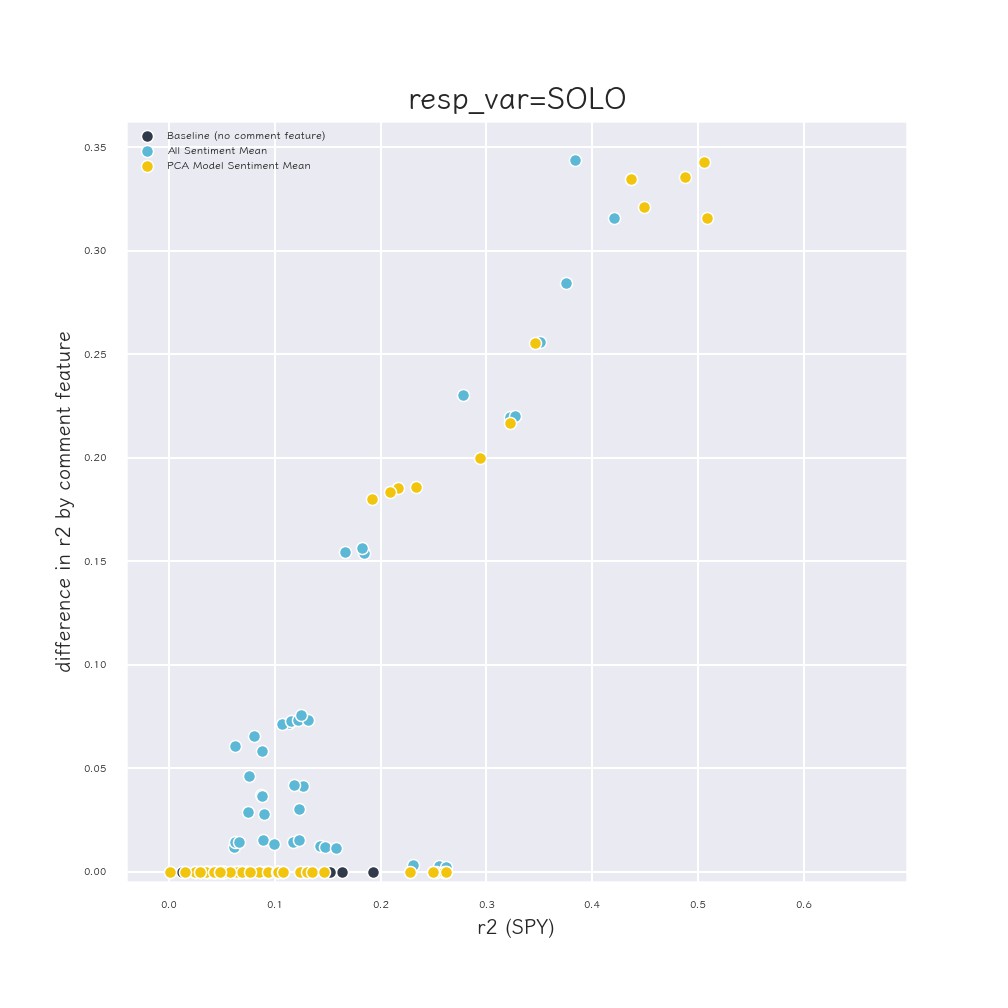 resp_var=SOLO
Baseline (no comment feature)
All Sentiment Mean
PCA Model Sentiment Mean
difference in r2 by comment feature
0.35
0.30
0.25
0.20
0.15
0.10
0.05
0.00
0.0 0.1 0.2 0.3 0.4 0.5 0.6
r2 (SPY)